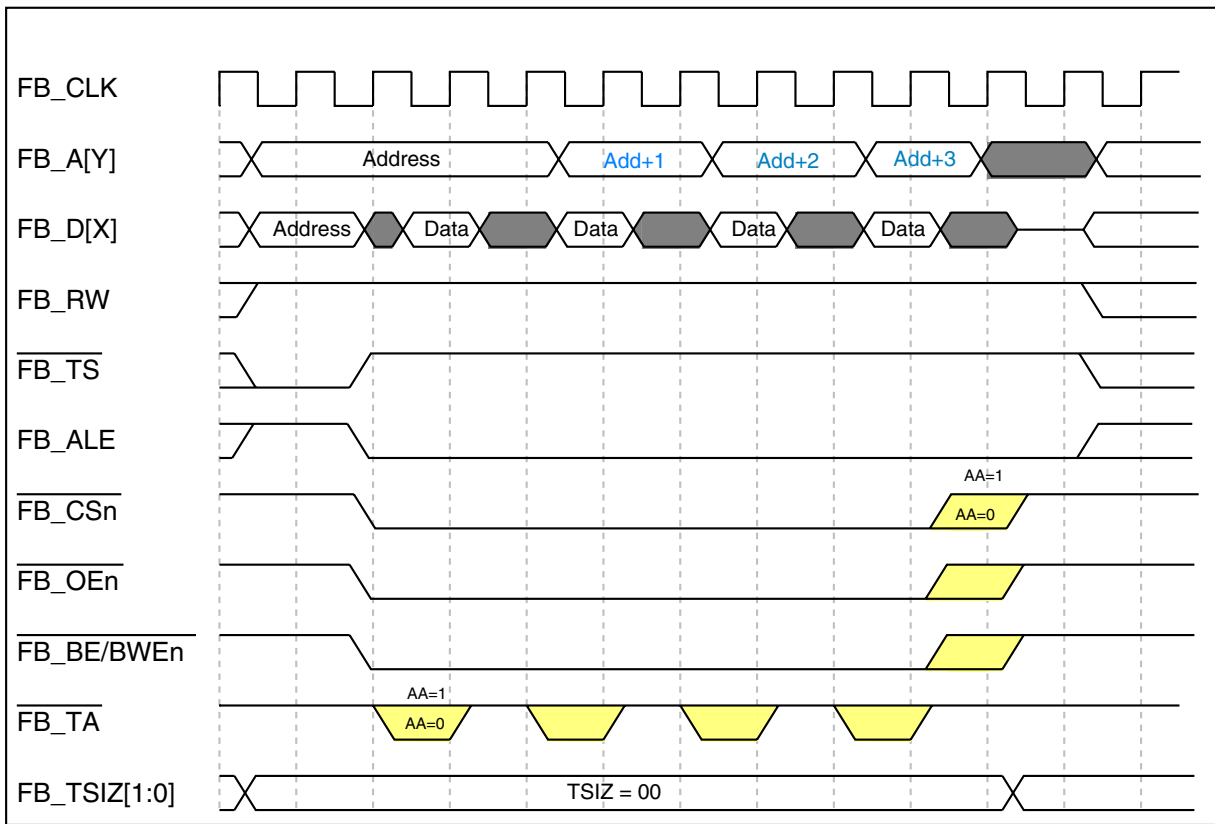 FB_CLK
FB_A[Y]
Address
Add+1
Add+2
Add+3
FB_D[X]
Address
Data
Data
Data
Data
FB_RW
FB_TS
FB_ALE
AA=1
FB_CSn
AA=0
FB_OEn
FB_BE/BWEn
AA=1
FB_TA
AA=0
FB_TSIZ[1:0]
TSIZ = 00